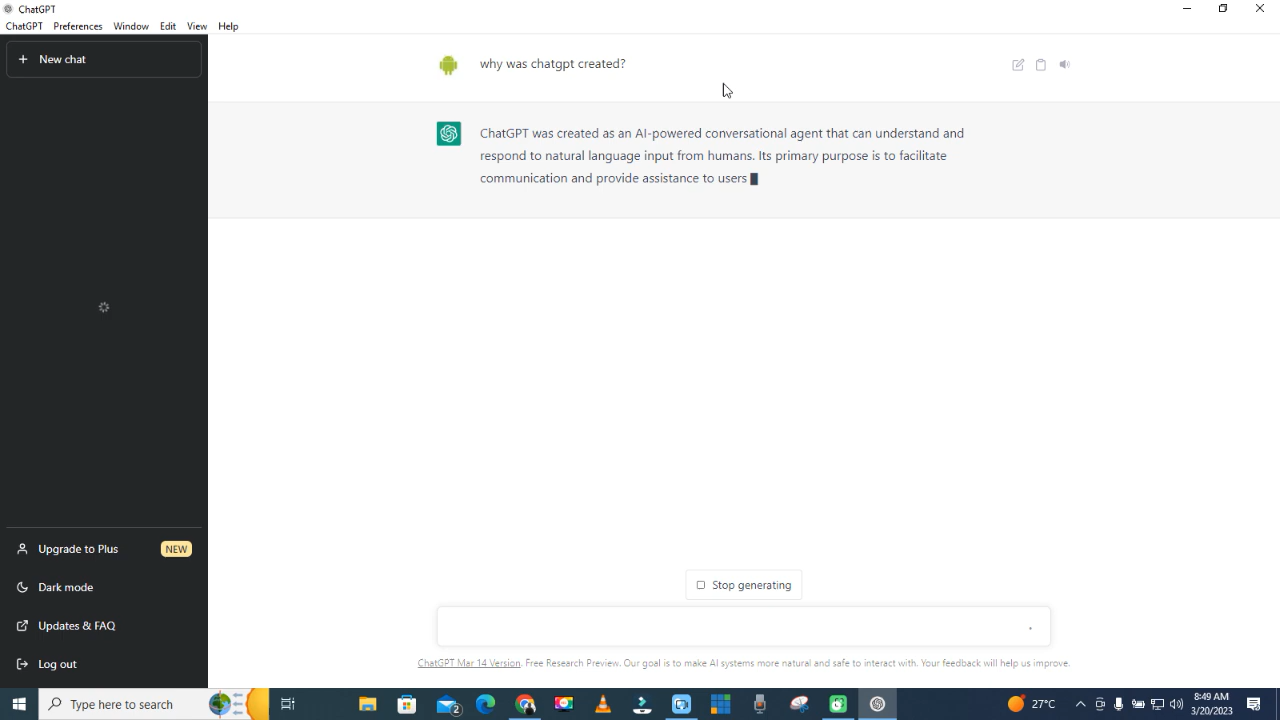 ChatGPT
ChatGPT Preferences Window Edit View Help
New chat
why was chatgpt created?
ChatGPT was created as an AI-powered conversational agent that can understand and
respond to natural language input from humans. Its primary purpose is to facilitate
communication and provide assistance to users
Upgrade to Plus NEW
Dark mode
Updates & FAQ
Log out
Stop generating
ChatGPT Mar 14 Version. Free Research Preview. Our goal is to make AI systems more natural and safe to interact with. Your feedback will help us improve.
Type here to search
2
27°C
8:49 AM
3/20/2023